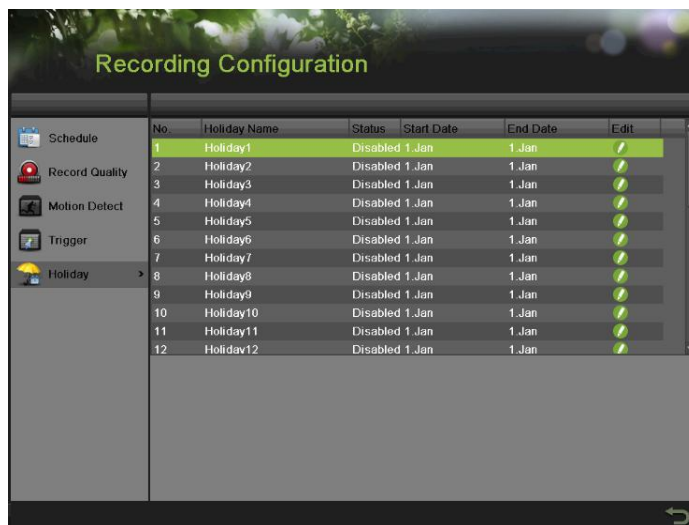 Recording Configuration
Schedule
Record Quality
Motion Detect
Trigger
Holiday >
No. Holiday Name Status Start Date End Date Edit
1 Holiday1 Disabled 1.Jan 1.Jan
2 Holiday2 Disabled 1.Jan 1.Jan
3 Holiday3 Disabled 1.Jan 1.Jan
4 Holiday4 Disabled 1.Jan 1.Jan
5 Holiday5 Disabled 1.Jan 1.Jan
6 Holiday6 Disabled 1.Jan 1.Jan
7 Holiday7 Disabled 1.Jan 1.Jan
8 Holiday8 Disabled 1.Jan 1.Jan
9 Holiday9 Disabled 1.Jan 1.Jan
10 Holiday10 Disabled 1.Jan 1.Jan
11 Holiday11 Disabled 1.Jan 1.Jan
12 Holiday12 Disabled 1.Jan 1.Jan